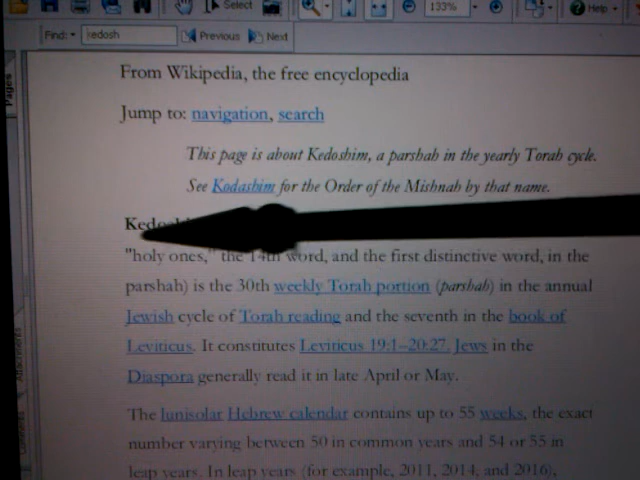 Select
133%
Help
Find:
kedosh
Previous
Next
Pages
From Wikipedia, the free encyclopedia
Jump to: navigation, search
This page is about Kedoshim, a parshah in the yearly Torah cycle.
See Kodashim for the Order of the Mishnah by that name.
"holy ones," the 14th word, and the first distinctive word, in the
parshah) is the 30th weekly Torah portion (parshah) in the annual
Jewish cycle of Torah reading and the seventh in the book of
Leviticus. It constitutes Leviticus 19:1–20:27. Jews in the
Diaspora generally read it in late April or May.
The lunisolar Hebrew calendar contains up to 55 weeks, the exact
number varying between 50 in common years and 54 or 55 in
leap years. In leap years (for example, 2011, 2014, and 2016),
Attachments
Comments